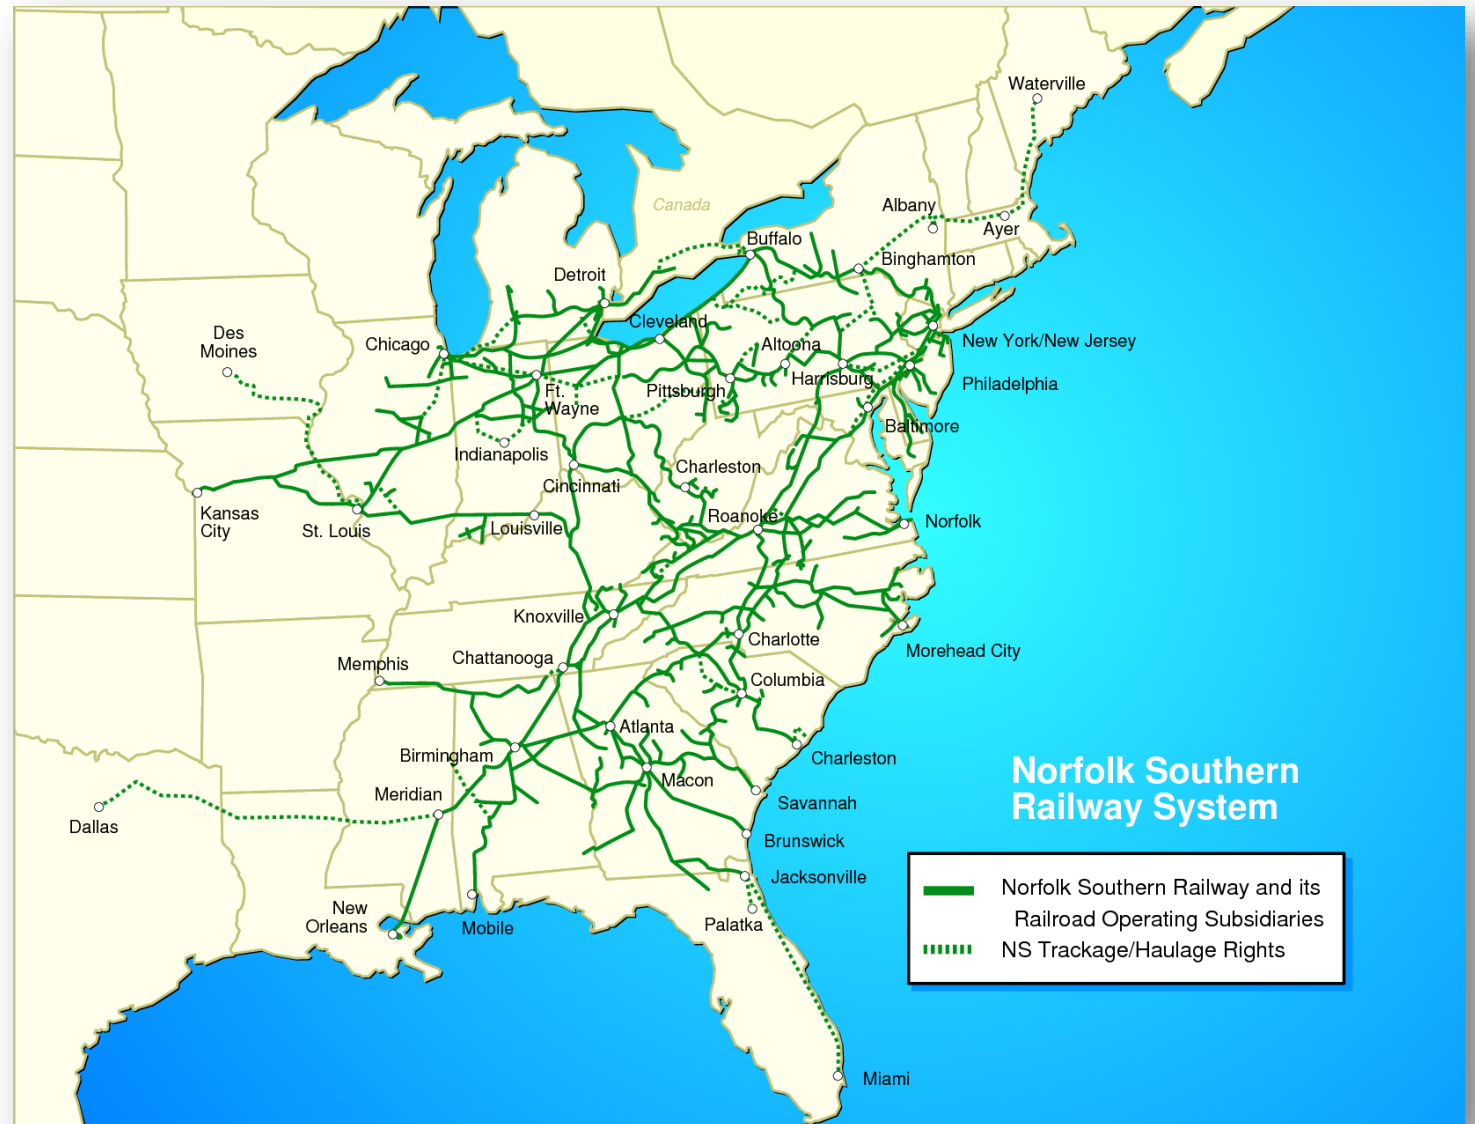 Waterville
Albany
Ayer
Canada
Buffalo
Binghamton
Detroit
Cleveland
Des
Moines
Chicago
Altoona
New York/New Jersey
Harrisburg
Pittsburgh
Philadelphia
Ft.
Wayne
Baltimore
Indianapolis
Charleston
Cincinnati
Kansas
City
St. Louis
Louisville
Roanoke
Norfolk
Knoxville
Charlotte
Morehead City
Chattanooga
Memphis
Columbia
Atlanta
Birmingham
Charleston
Macon
Meridian
Savannah
Dallas
Brunswick
Jacksonville
New
Orleans
Mobile
Palatka
Miami
Norfolk Southern
Railway System
Norfolk Southern Railway and its
Railroad Operating Subsidiaries
NS Trackage/Haulage Rights